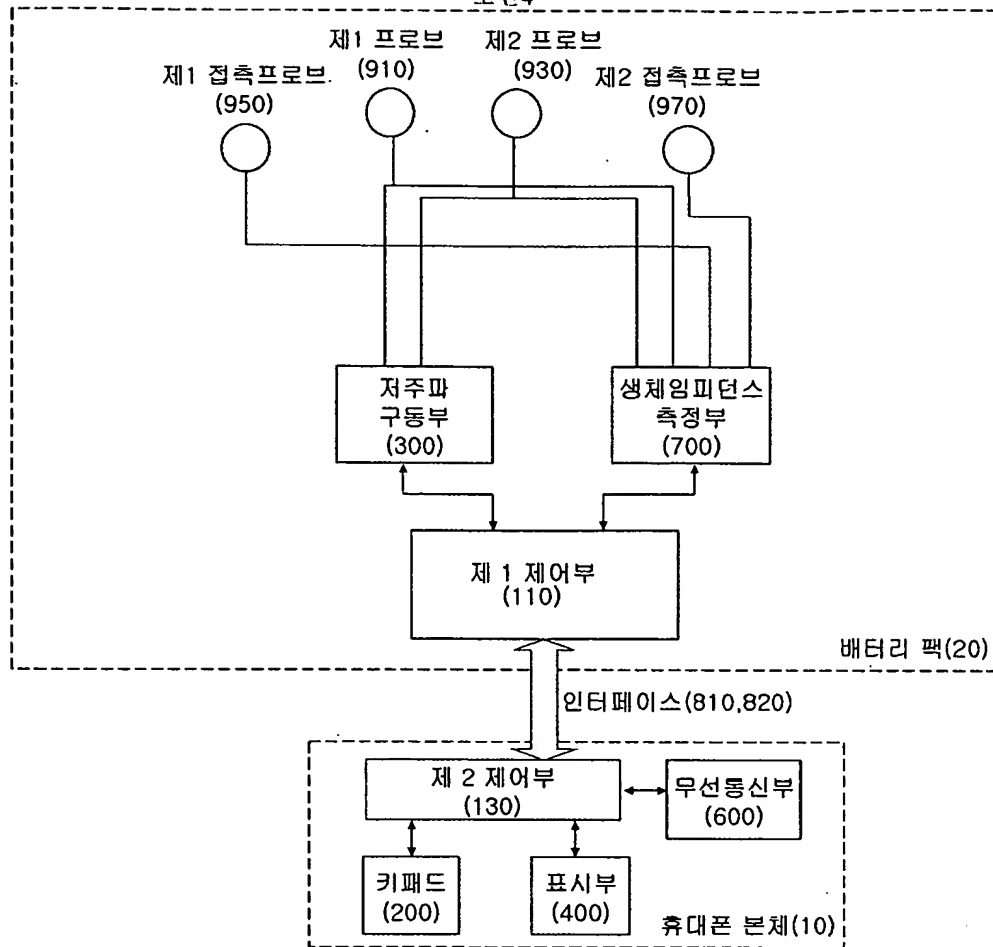 제1 프로브
(910)
제2 프로브
(930)
제1 접촉프로브
(950)
제2 접촉프로브
(970)
저주파
구동부
(300)
생체임피던스
측정부
(700)
제 1 제어부
(110)
배터리 팩(20)
인터페이스(810,820)
제 2 제어부
(130)
무선통신부
(600)
키패드
(200)
표시부
(400)
휴대폰 본체(10)